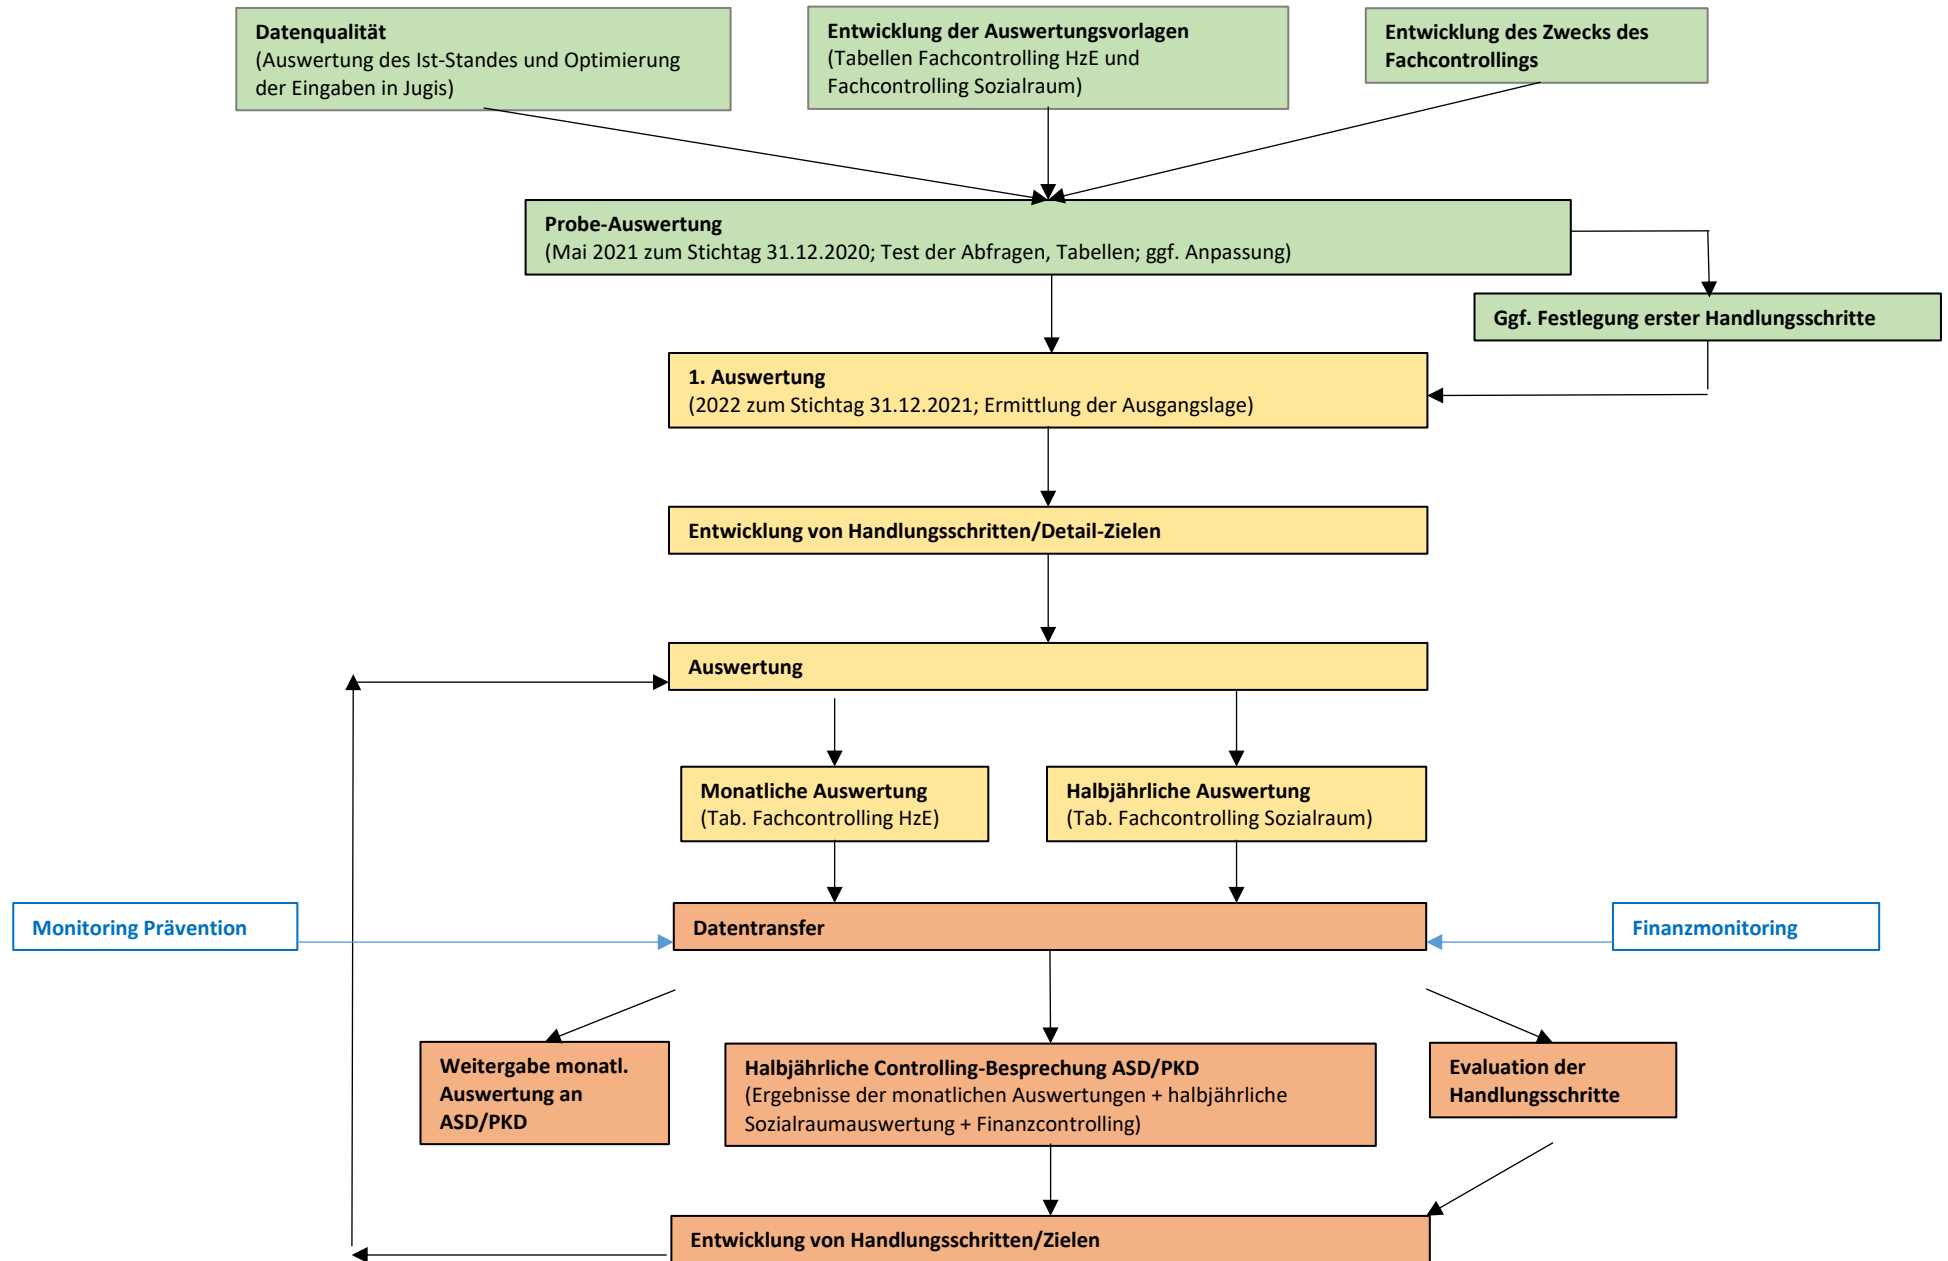 Datenqualität
(Auswertung des Ist-Standes und Optimierung
der Eingaben in Jugis)
Entwicklung der Auswertungsvorlagen
(Tabellen Fachcontrolling HzE und
Fachcontrolling Sozialraum)
Entwicklung des Zwecks des
Fachcontrollings
Probe-Auswertung
(Mai 2021 zum Stichtag 31.12.2020; Test der Abfragen, Tabellen; ggf. Anpassung)
Ggf. Festlegung erster Handlungsschritte
1. Auswertung
(2022 zum Stichtag 31.12.2021; Ermittlung der Ausgangslage)
Entwicklung von Handlungsschritten/Detail-Zielen
Auswertung
Monatliche Auswertung
(Tab. Fachcontrolling HzE)
Halbjährliche Auswertung
(Tab. Fachcontrolling Sozialraum)
Monitoring Prävention
Datentransfer
Finanzmonitoring
Weitergabe monatl.
Auswertung an
ASD/PKD
Halbjährliche Controlling-Besprechung ASD/PKD
(Ergebnisse der monatlichen Auswertungen + halbjährliche
Sozialraumauswertung + Finanzcontrolling)
Evaluation der
Handlungsschritte
Entwicklung von Handlungsschritten/Zielen